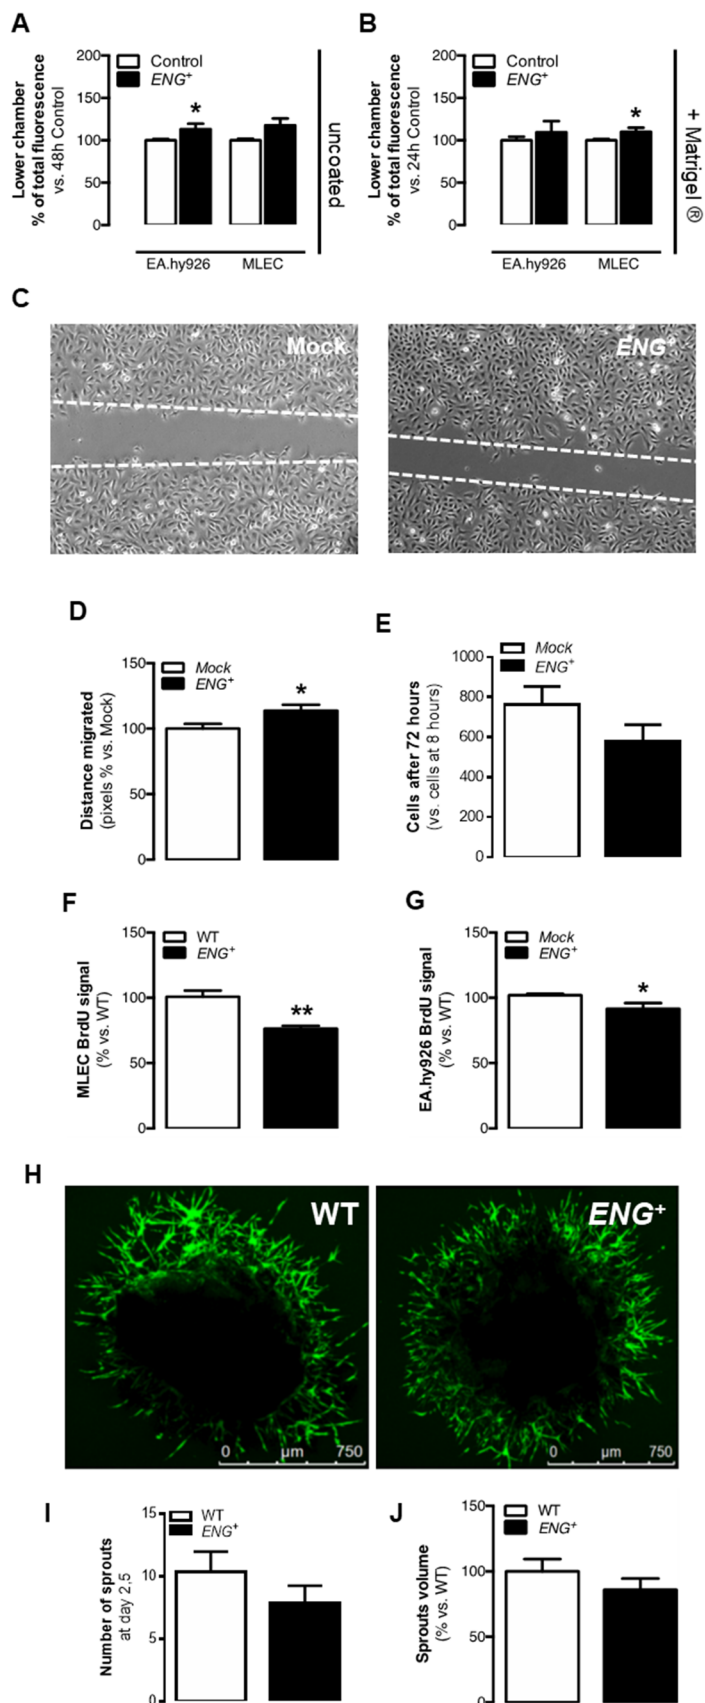 A
Lower chamber
% of total fluorescence
vs. 48h Control
200
150
100
50
0
Control
ENG+
*
EA.hy926
MLEC
uncoated
B
Lower chamber
% of total fluorescence
vs. 24h Control
200
150
100
50
0
Control
ENG+
*
EA.hy926
MLEC
+ Matrigel ®
C
Mock
ENG+
D
Distance migrated
(pixels % vs. Mock)
150
100
50
0
Mock
ENG+
*
E
Cells after 72 hours
(vs. cells at 8 hours)
1000
800
600
400
200
0
Mock
ENG+
F
MLEC BrdU signal
(% vs. WT)
150
100
50
0
WT
ENG+
**
G
EA.hy926 BrdU signal
(% vs. WT)
150
100
50
0
Mock
ENG+
*
H
WT
0 µm 750
ENG+
0 µm 750
I
Number of sprouts
at day 2,5
15
10
5
0
WT
ENG+
J
Sprouts volume
(% vs. WT)
150
100
50
0
WT
ENG+